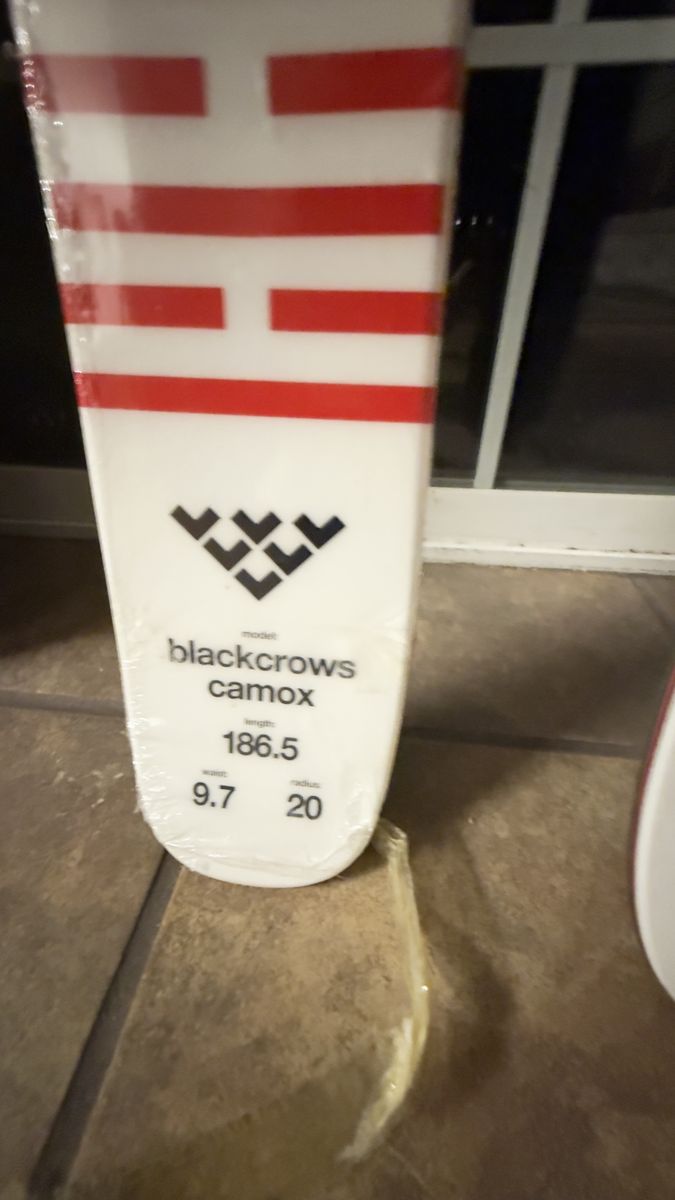 model:
blackcrows
camox
length:
186.5
waist: radius:
9.7 20